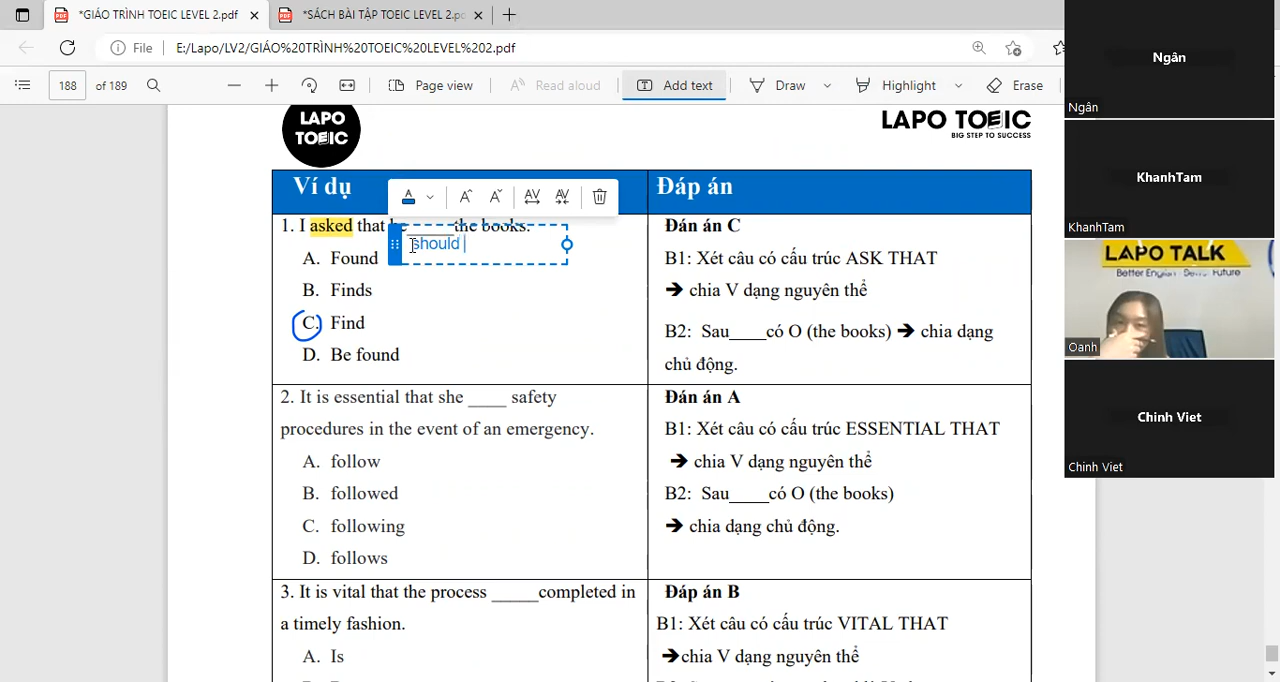 *GIÁO TRÌNH TOEIC LEVEL 2.pdf
*SÁCH BÀI TẬP TOEIC LEVEL 2.p
File
E:/Lapo/LV2/GIÁO%20TRÌNH%20TOEIC%20LEVEL%202.pdf
188 of 189
Page view
Read aloud
Add text
Draw
Highlight
Erase
LAPO
TOEIC
LAPO TOEIC
BIG STEP TO SUCCESS
Ví dụ
Đáp án
1. I asked that he _____the books.
should
A. Found
B. Finds
C. Find
D. Be found
Đán án C
B1: Xét câu có cấu trúc ASK THAT
➔ chia V dạng nguyên thể
B2: Sau____có O (the books) ➔ chia dạng
chủ động.
2. It is essential that she ____ safety
procedures in the event of an emergency.
A. follow
B. followed
C. following
D. follows
Đán án A
B1: Xét câu có cấu trúc ESSENTIAL THAT
➔ chia V dạng nguyên thể
B2: Sau____có O (the books)
➔ chia dạng chủ động.
3. It is vital that the process _____completed in
a timely fashion.
A. Is
Đáp án B
B1: Xét câu có cấu trúc VITAL THAT
➔chia V dạng nguyên thể
Ngân
Ngân
KhanhTam
KhanhTam
LAPO TALK
Better English - Better Future
Oanh
Chinh Viet
Chinh Viet